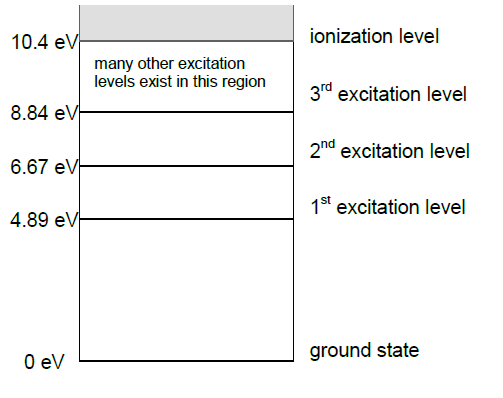 ionization level
10.4 eV
many other excitation
levels exist in this region
3rd excitation level
8.84 eV
2nd excitation level
6.67 eV
1st excitation level
4.89 eV
ground state
0 eV